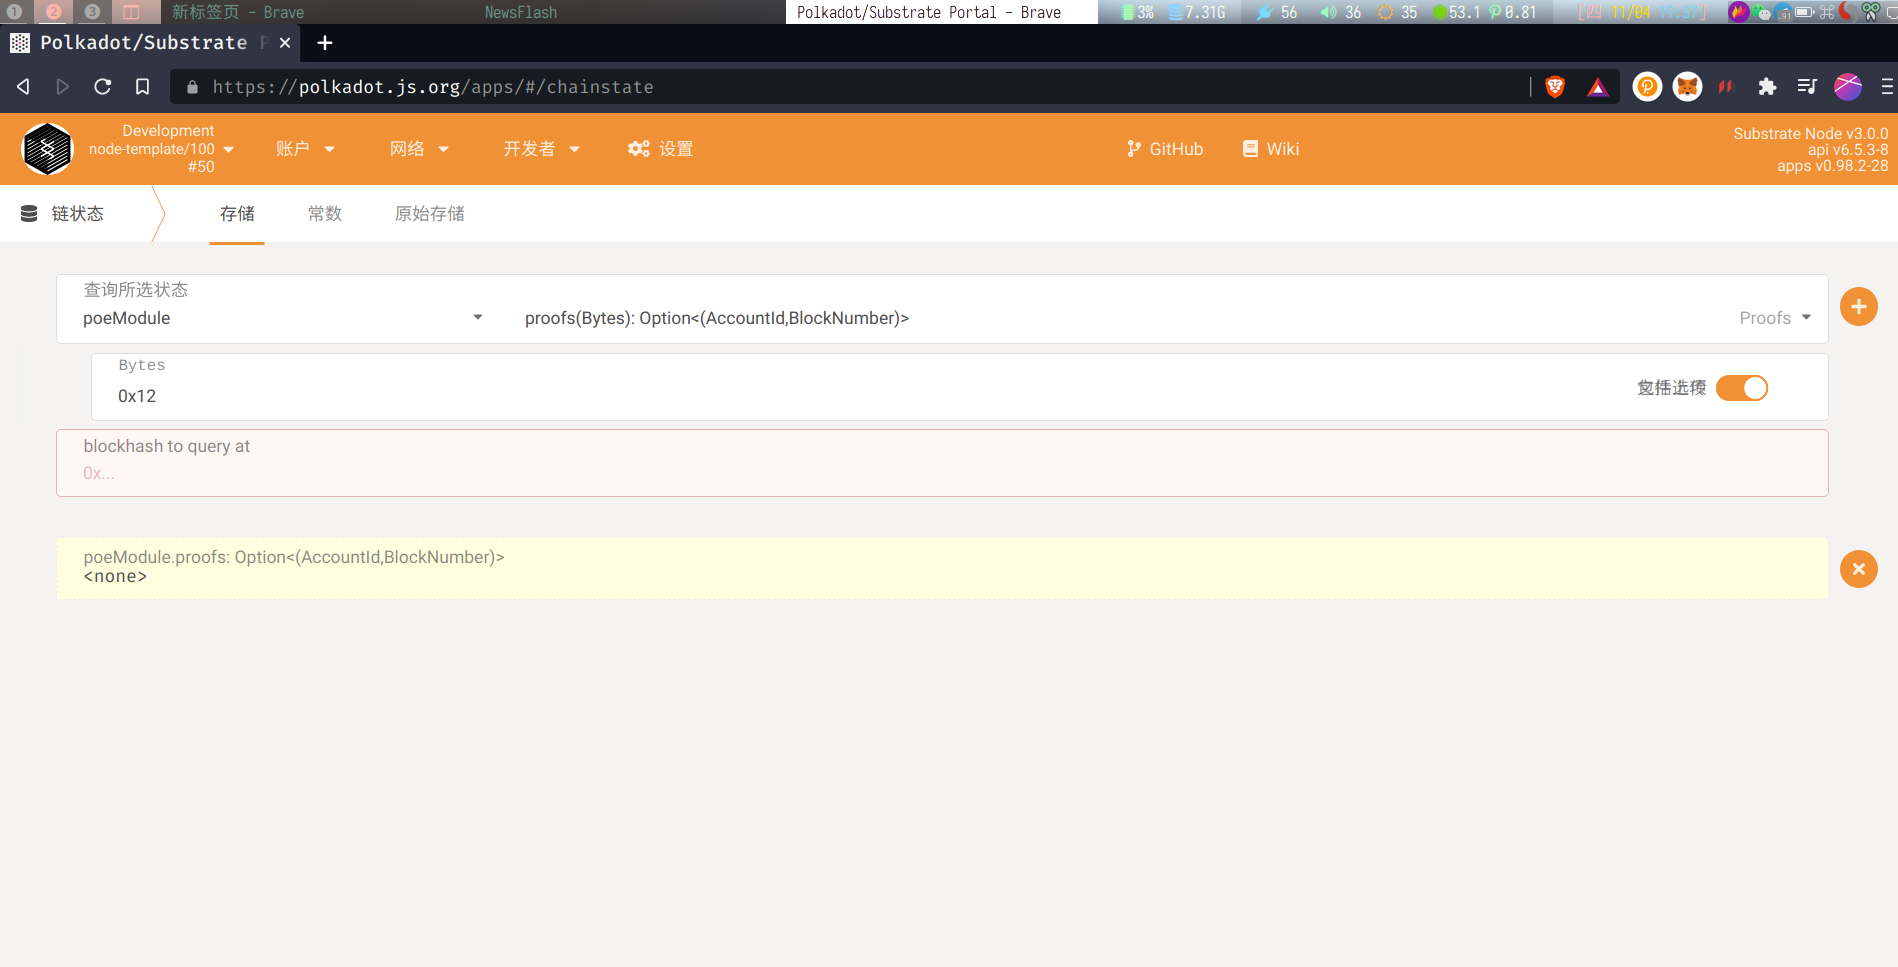 1 2 3 新标签页 - Brave NewsFlash Polkadot/Substrate Portal - Brave 3% 7.31G 56 36 35 53.1 0.81 [四 11/04 19:37]
Polkadot/Substrate P
https://polkadot.js.org/apps/#/chainstate
Development
node-template/100
#50
账户
网络
开发者
设置
GitHub
Wiki
Substrate Node v3.0.0
api v6.5.3-8
apps v0.98.2-28
链状态
存储
常数
原始存储
查询所选状态
poeModule
proofs(Bytes): Option<(AccountId,BlockNumber)>
Proofs
Bytes
0x12
blockhash to query at
0x...
poeModule.proofs: Option<(AccountId,BlockNumber)>
<none>